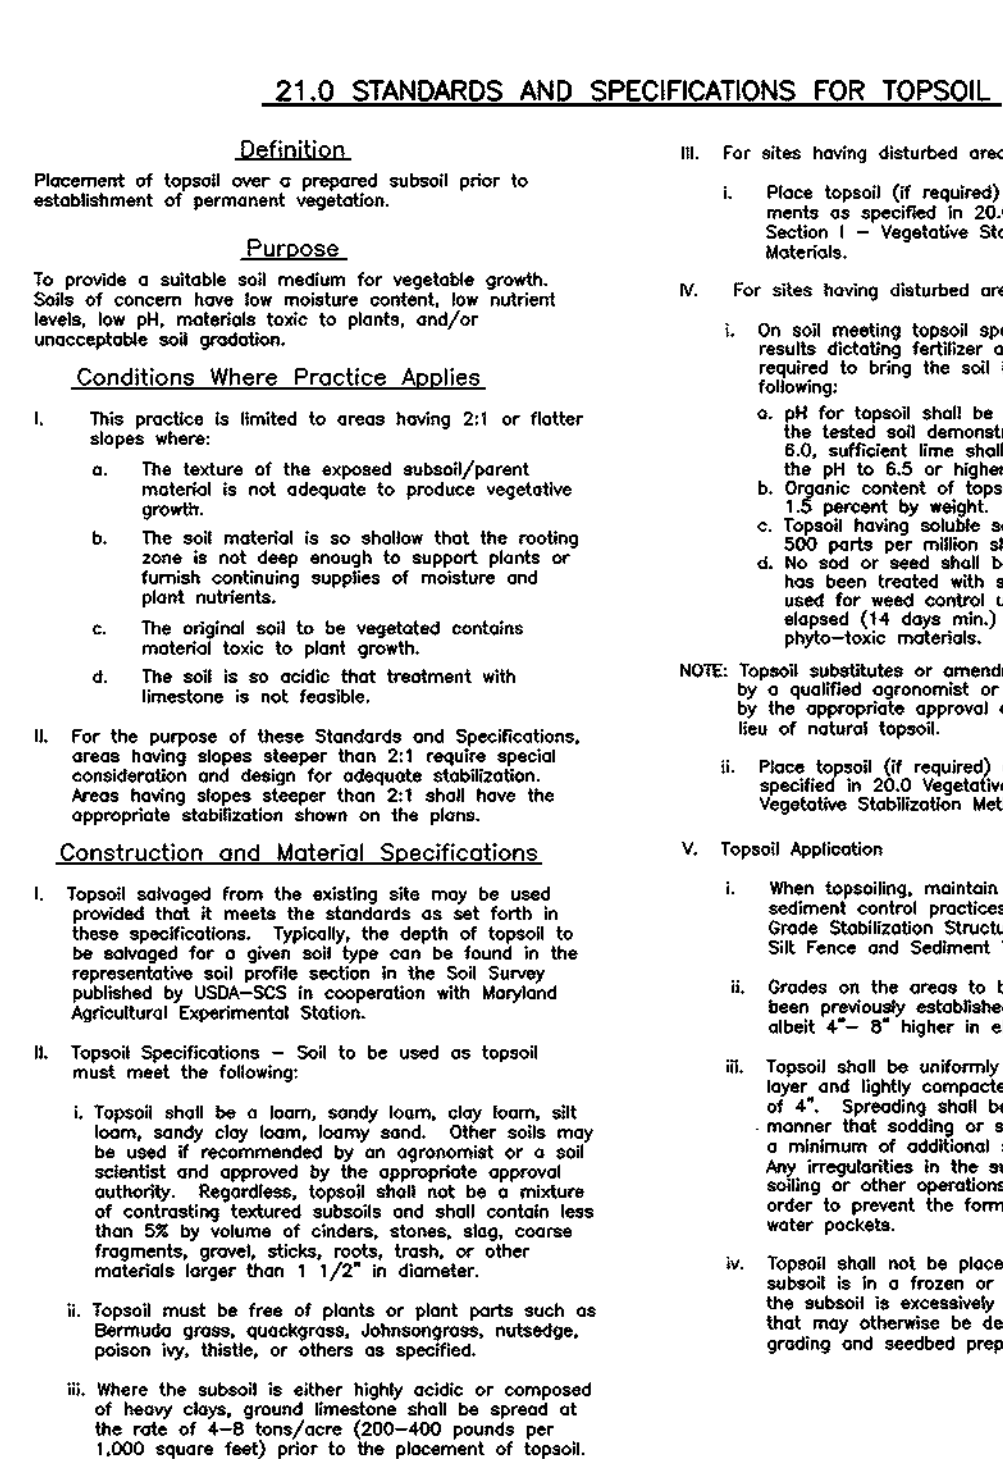 21.0 STANDARDS AND SPECIFICATIONS FOR TOPSOIL
Definition
Placement of topsoil over a prepared subsoil prior to
establishment of permanent vegetation.
Purpose
To provide a suitable soil medium for vegetable growth.
Soils of concern have low moisture content, low nutrient
levels, low pH, materials toxic to plants, and/or
unacceptable soil gradation.
Conditions Where Practice Applies
I. This practice is limited to areas having 2:1 or flatter
slopes where:
a. The texture of the exposed subsoil/parent
material is not adequate to produce vegetative
growth.
b. The soil material is so shallow that the rooting
zone is not deep enough to support plants or
furnish continuing supplies of moisture and
plant nutrients.
c. The original soil to be vegetated contains
material toxic to plant growth.
d. The soil is so acidic that treatment with
limestone is not feasible.
II. For the purpose of these Standards and Specifications,
areas having slopes steeper than 2:1 require special
consideration and design for adequate stabilization.
Areas having slopes steeper than 2:1 shall have the
appropriate stabilization shown on the plans.
Construction and Material Specifications
I. Topsoil salvaged from the existing site may be used
provided that it meets the standards as set forth in
these specifications. Typically, the depth of topsoil to
be salvaged for a given soil type can be found in the
representative soil profile section in the Soil Survey
published by USDA-SCS in cooperation with Maryland
Agricultural Experimental Station.
II. Topsoil Specifications – Soil to be used as topsoil
must meet the following:
i. Topsoil shall be a loam, sandy loam, clay loam, silt
loam, sandy clay loam, loamy sand. Other soils may
be used if recommended by an agronomist or a soil
scientist and approved by the appropriate approval
authority. Regardless, topsoil shall not be a mixture
of contrasting textured subsoils and shall contain less
than 5% by volume of cinders, stones, slag, coarse
fragments, gravel, sticks, roots, trash, or other
materials larger than 1 1/2" in diameter.
ii. Topsoil must be free of plants or plant parts such as
Bermuda grass, quackgrass, Johnsongrass, nutsedge,
poison ivy, thistle, or others as specified.
iii. Where the subsoil is either highly acidic or composed
of heavy clays, ground limestone shall be spread at
the rate of 4–8 tons/acre (200–400 pounds per
1,000 square feet) prior to the placement of topsoil.
III. For sites having disturbed
i. Place topsoil (if required)
ments as specified in 20.
Section I – Vegetative
Materials.
IV. For sites having disturbed
i. On soil meeting topsoil
results dictating fertilizer
required to bring the soil
following:
a. pH for topsoil shall be
the tested soil
6.0, sufficient lime
the pH to 6.5 or
b. Organic content of
1.5 percent by weight.
c. Topsoil having soluble
500 parts per million
d. No sod or seed shall
has been treated with
used for weed control
elapsed (14 days min.)
phyto-toxic materials.
NOTE: Topsoil substitutes or
by a qualified agronomist or
by the appropriate approval
lieu of natural topsoil.
ii. Place topsoil (if required)
specified in 20.0
Vegetative Stabilization
V. Topsoil Application
i. When topsoiling, maintain
sediment control
Grade Stabilization
Silt Fence and Sediment
ii. Grades on the areas to
been previously
albeit 4"– 8" higher in
iii. Topsoil shall be uniformly
layer and lightly
of 4". Spreading shall
manner that sodding or
a minimum of additional
Any irregularities in the
soiling or other
order to prevent the
water pockets.
iv. Topsoil shall not be
subsoil is in a frozen or
the subsoil is excessively
that may otherwise be
grading and seedbed